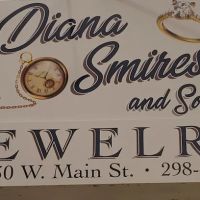 Diana
Smires
and So
EWELR
50 W. Main St. • 298-